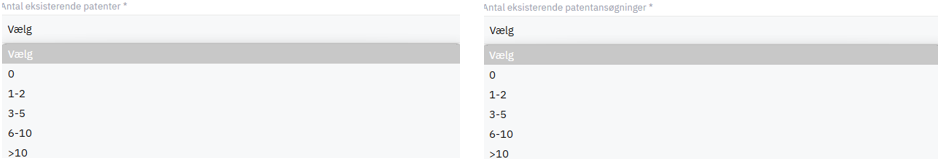 Antal eksisterende patenter *
Vælg
Vælg
0
1-2
3-5
6-10
>10
Antal eksisterende patentansøgninger *
Vælg
Vælg
0
1-2
3-5
6-10
>10